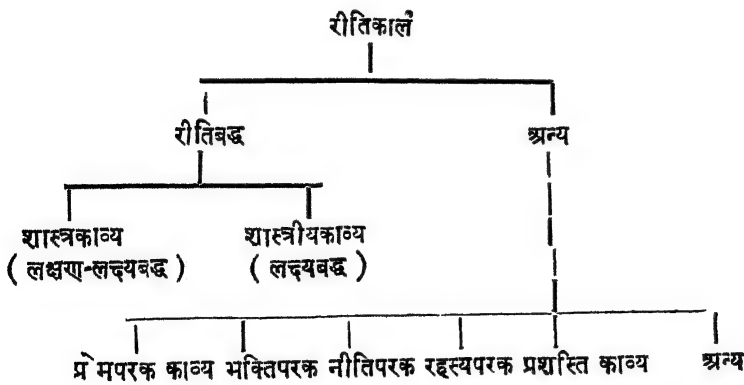 रीतिकाल
रीतिबद्ध अन्य
शास्त्रकाव्य शास्त्रीयकाव्य
( लक्षण-लक्ष्यबद्ध ) ( लक्ष्यबद्ध )
प्रेमपरक काव्य भक्तिपरक नीतिपरक रहस्यपरक प्रशस्ति काव्य अन्य